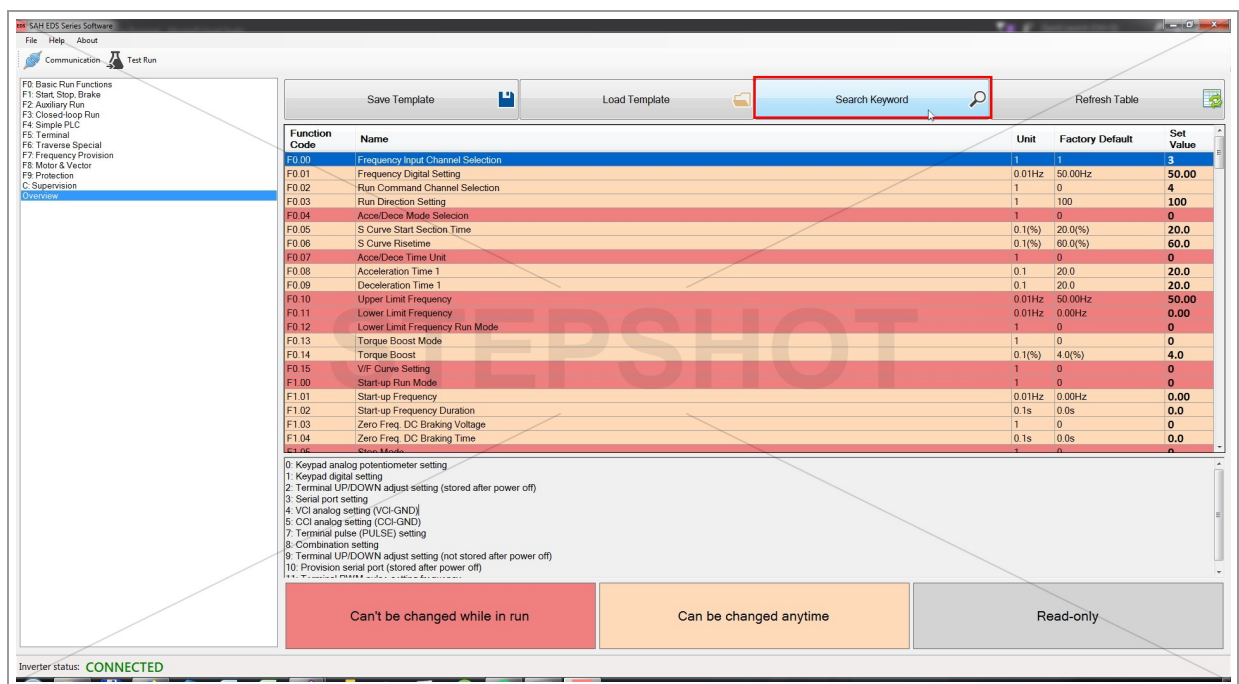 EDS SAH EDS Series Software
File Help About
Communication Test Run
F0: Basic Run Functions
F1: Start, Stop, Brake
F2: Auxiliary Run
F3: Closed-loop Run
F4: Simple PLC
F5: Terminal
F6: Traverse Special
F7: Frequency Provision
F8: Motor & Vector
F9: Protection
C: Supervision
Overview
Save Template Load Template Search Keyword Refresh Table
Function Code Name Unit Factory Default Set Value
F0.00 Frequency Input Channel Selection 1 1 3
F0.01 Frequency Digital Setting 0.01Hz 50.00Hz 50.00
F0.02 Run Command Channel Selection 1 0 4
F0.03 Run Direction Setting 1 100 100
F0.04 Acce/Dece Mode Selecion 1 0 0
F0.05 S Curve Start Section Time 0.1(%) 20.0(%) 20.0
F0.06 S Curve Risetime 0.1(%) 60.0(%) 60.0
F0.07 Acce/Dece Time Unit 1 0 0
F0.08 Acceleration Time 1 0.1 20.0 20.0
F0.09 Deceleration Time 1 0.1 20.0 20.0
F0.10 Upper Limit Frequency 0.01Hz 50.00Hz 50.00
F0.11 Lower Limit Frequency 0.01Hz 0.00Hz 0.00
F0.12 Lower Limit Frequency Run Mode 1 0 0
F0.13 Torque Boost Mode 1 0 0
F0.14 Torque Boost 0.1(%) 4.0(%) 4.0
F0.15 V/F Curve Setting 1 0 0
F1.00 Start-up Run Mode 1 0 0
F1.01 Start-up Frequency 0.01Hz 0.00Hz 0.00
F1.02 Start-up Frequency Duration 0.1s 0.0s 0.0
F1.03 Zero Freq. DC Braking Voltage 1 0 0
F1.04 Zero Freq. DC Braking Time 0.1s 0.0s 0.0
F1.05 Stop Mode 1 0 0
STEPSHOT
0: Keypad analog potentiometer setting
1: Keypad digital setting
2: Terminal UP/DOWN adjust setting (stored after power off)
3: Serial port setting
4: VCI analog setting (VCI-GND)
5: CCI analog setting (CCI-GND)
7: Terminal pulse (PULSE) setting
8: Combination setting
9: Terminal UP/DOWN adjust setting (not stored after power off)
10: Provision serial port (stored after power off)
11: Terminal PWM pulse setting frequency
Can't be changed while in run Can be changed anytime Read-only
Inverter status: CONNECTED